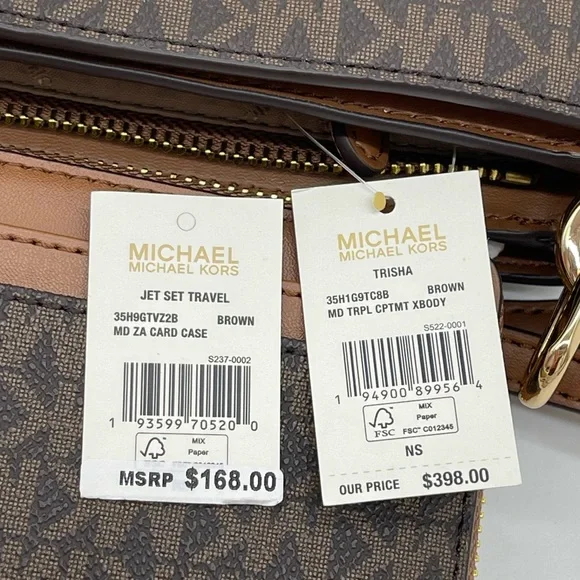 MICHAEL
MICHAEL KORS
JET SET TRAVEL
35H9GTVZ2B BROWN
MD ZA CARD CASE
S237-0002
1 93599 70520 0
MIX
Paper
FSC
MSRP $168.00
MICHAEL
MICHAEL KORS
TRISHA
35H1G9TC8B BROWN
MD TRPL CPTMT XBODY
S522-0001
1 94900 89956 4
MIX
Paper
FSC
FSC™ C012345
NS
OUR PRICE $398.00